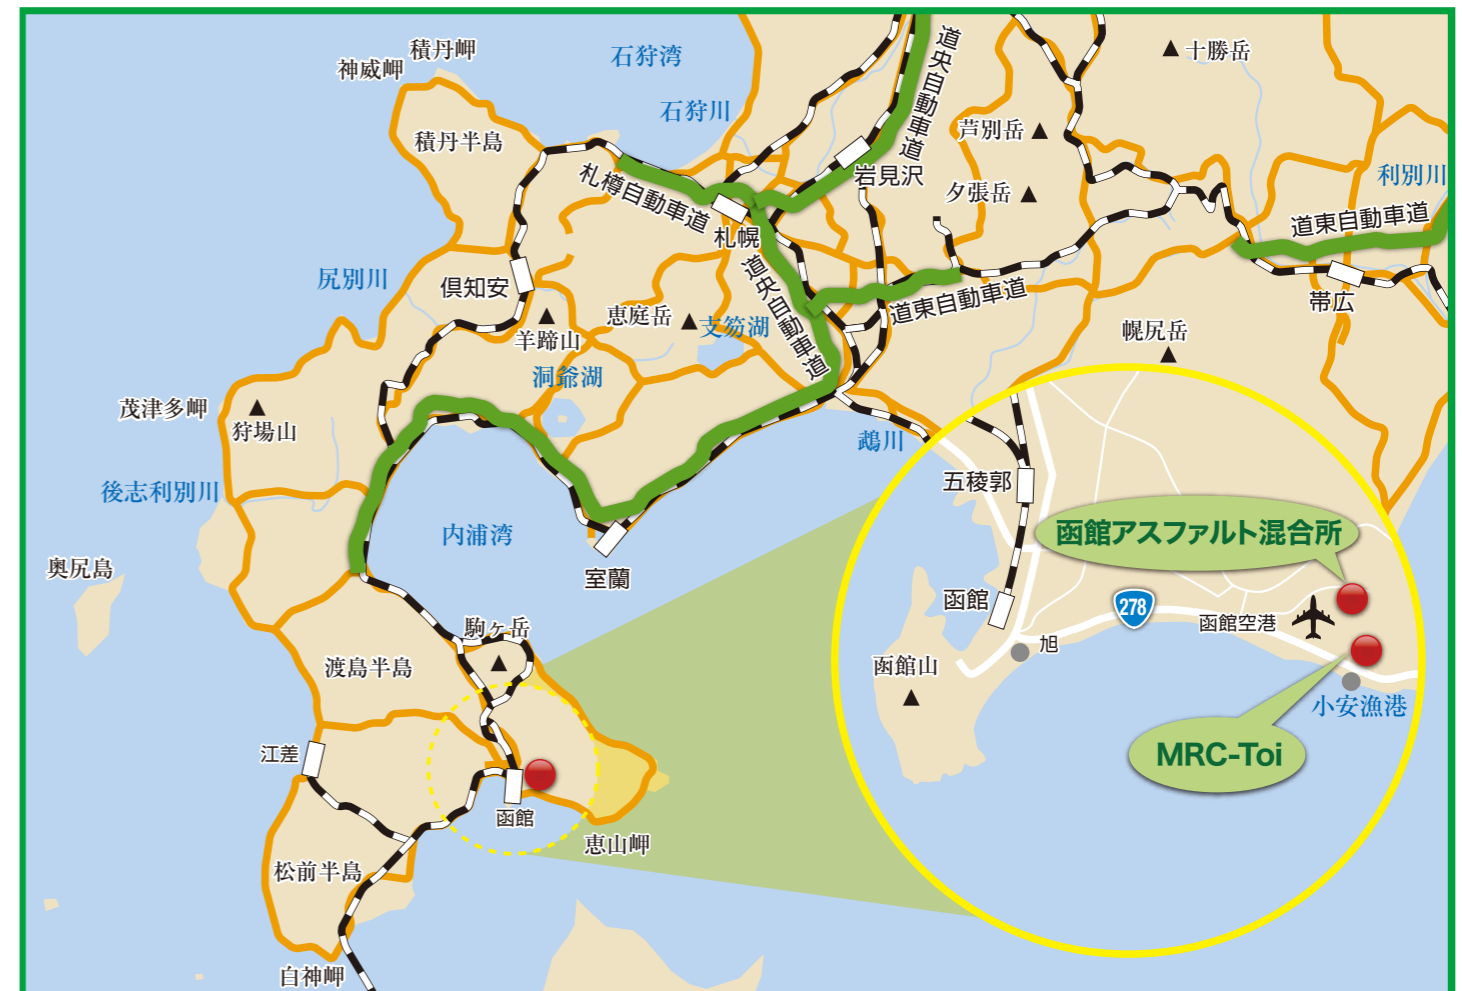 積丹岬
神威岬
石狩湾
道央自動車道
十勝岳
石狩川
積丹半島
芦別岳
岩見沢
利別川
札樽自動車道
夕張岳
札幌
道東自動車道
尻別川
倶知安
道央自動車道
道東自動車道
帯広
恵庭岳
支笏湖
羊蹄山
幌尻岳
洞爺湖
茂津多岬
狩場山
鵡川
後志利別川
五稜郭
内浦湾
函館アスファルト混合所
奥尻島
室蘭
函館
278
函館空港
駒ヶ岳
旭
渡島半島
函館山
小安漁港
江差
MRC-Toi
函館
恵山岬
松前半島
白神岬